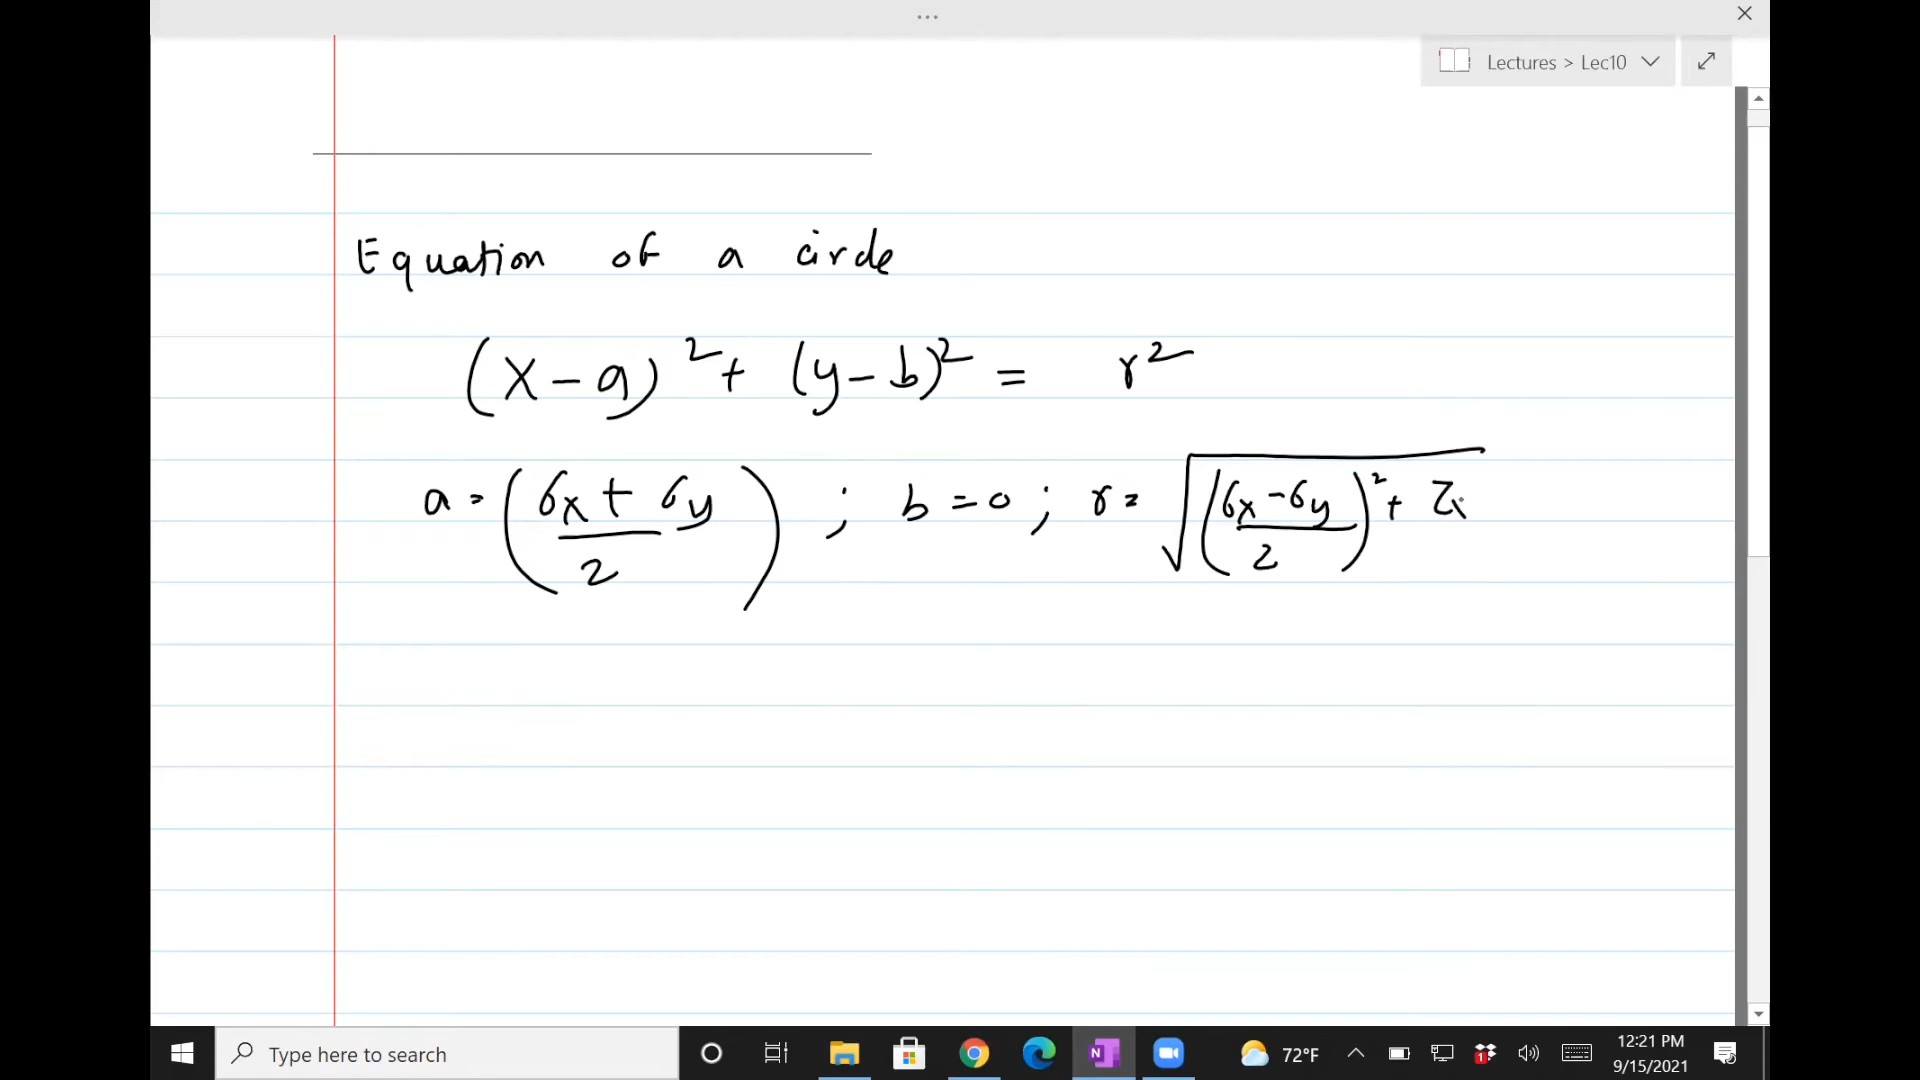 ...
Lectures > Lec10
Equation of a circle
(x-a)² + (y-b)² = r²
a = (σx + σy / 2) ; b = 0 ; r = √((σx - σy / 2)² + τ
Type here to search
72°F
1
12:21 PM
9/15/2021